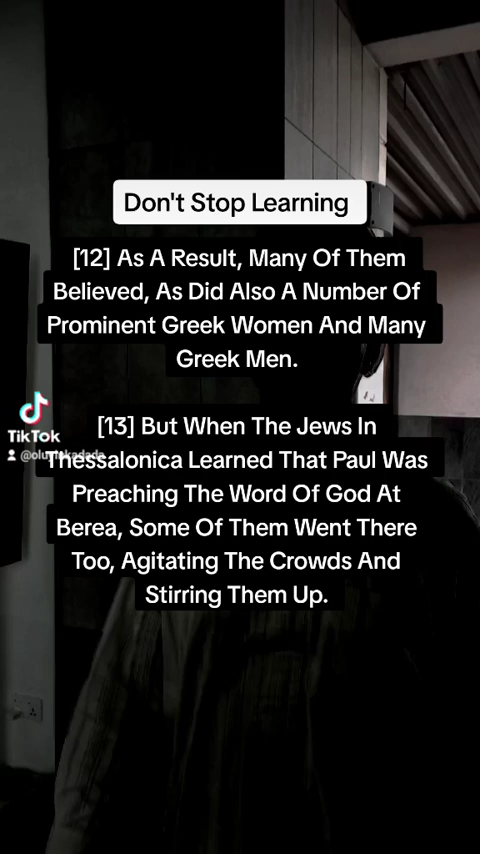 Don't Stop Learning
[12] As A Result, Many Of Them
Believed, As Did Also A Number Of
Prominent Greek Women And Many
Greek Men.
[13] But When The Jews In
Thessalonica Learned That Paul Was
Preaching The Word Of God At
Berea, Some Of Them Went There
Too, Agitating The Crowds And
Stirring Them Up.
TikTok